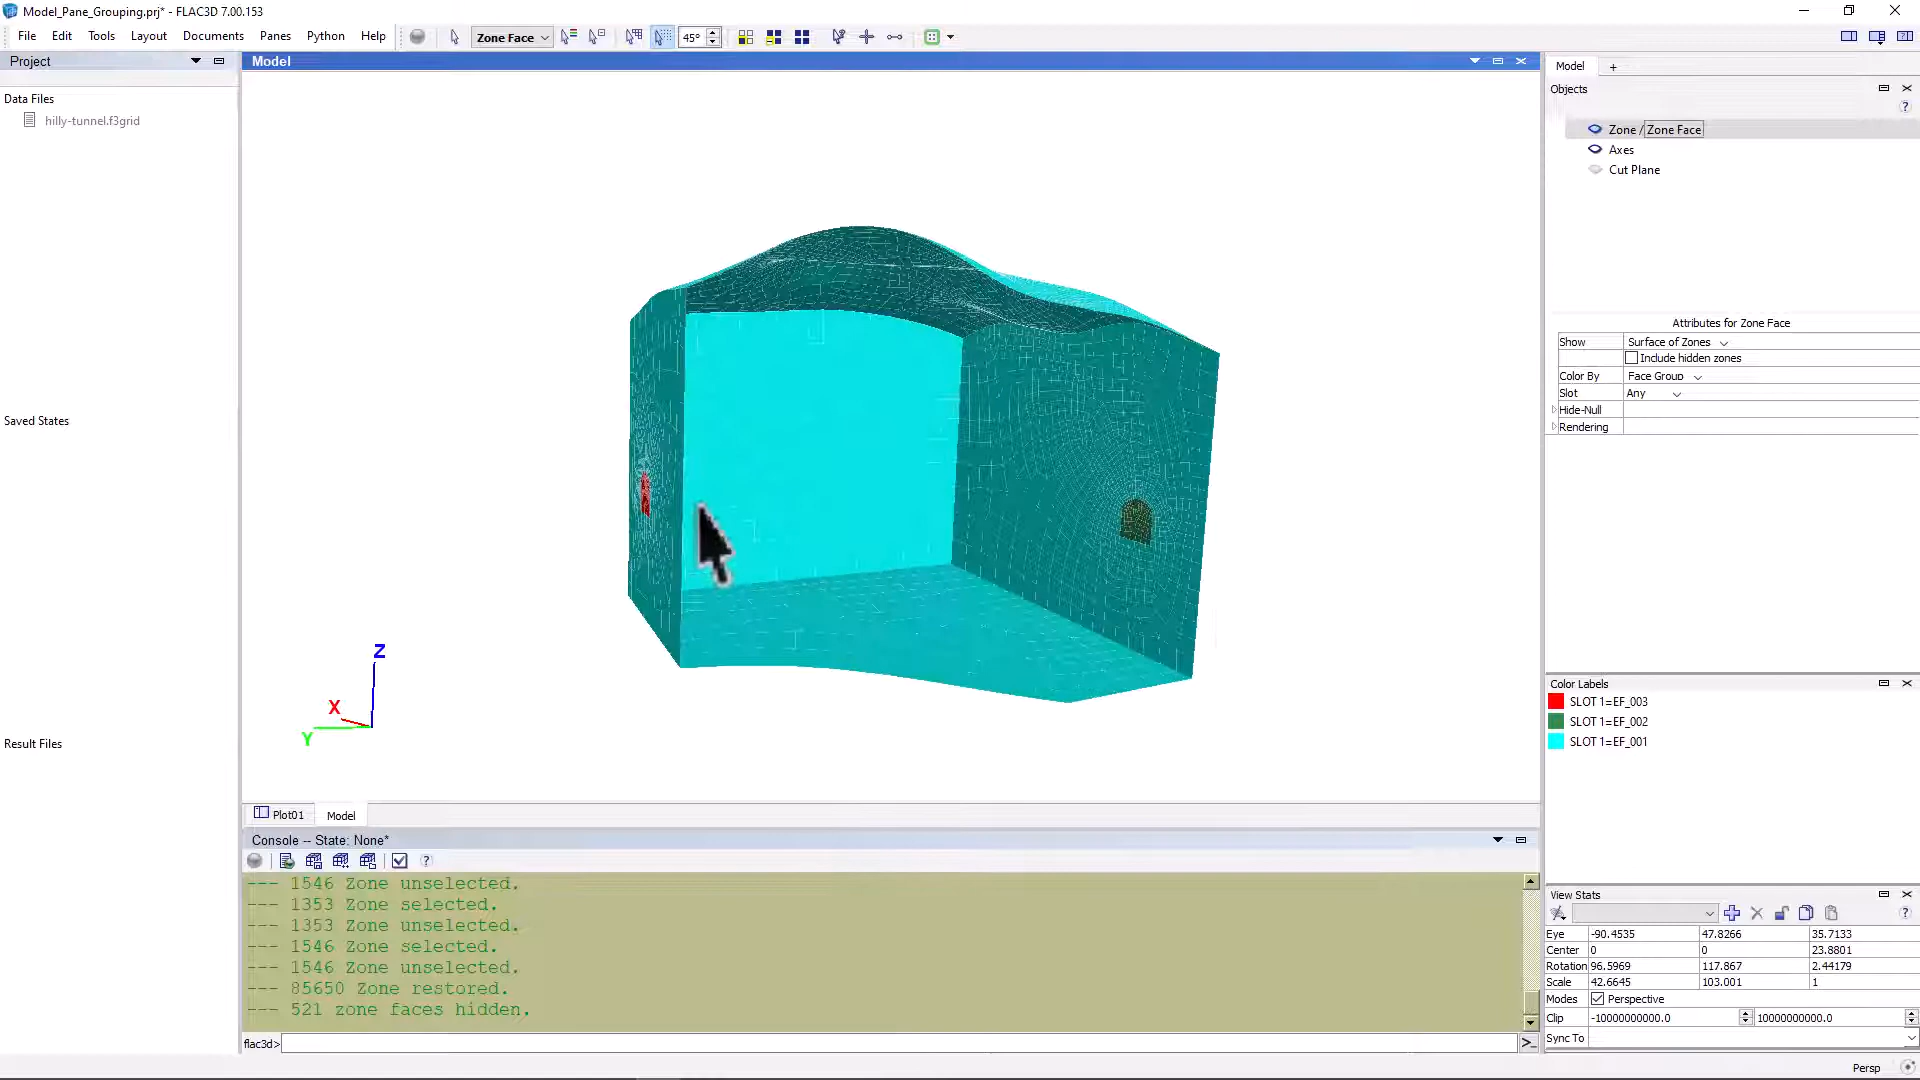 Model_Pane_Grouping.prj* - FLAC3D 7.00.153
File Edit Tools Layout Documents Panes Python Help
Zone Face
45°
Project
Data Files
hilly-tunnel.f3grid
Saved States
Result Files
Model
Z
X
Y
Plot01
Model
Console -- State: None*
--- 1546 Zone unselected.
--- 1353 Zone selected.
--- 1353 Zone unselected.
--- 1546 Zone selected.
--- 1546 Zone unselected.
--- 85650 Zone restored.
--- 521 zone faces hidden.
flac3d>
Model +
Objects
Zone / Zone Face
Axes
Cut Plane
Attributes for Zone Face
Show Surface of Zones
Include hidden zones
Color By Face Group
Slot Any
Hide-Null
Rendering
Color Labels
SLOT 1=EF_003
SLOT 1=EF_002
SLOT 1=EF_001
View Stats
Eye -90.4535 47.8266 35.7133
Center 0 0 23.8801
Rotation 96.5969 117.867 2.44179
Scale 42.6645 103.001 1
Modes Perspective
Clip -10000000000.0 10000000000.0
Sync To
Persp